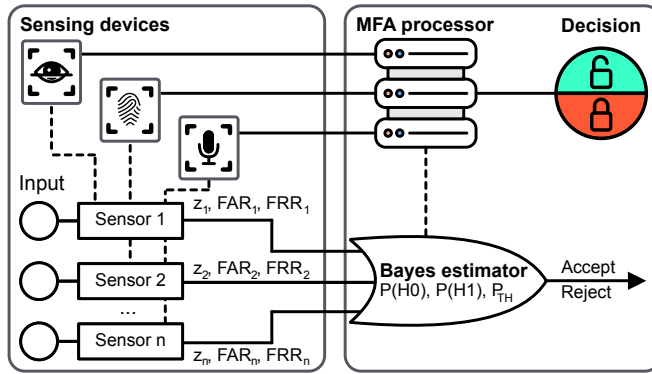 Sensing devices
MFA processor
Decision
Input
Sensor 1
z₁, FAR₁, FRR₁
Sensor 2
z₂, FAR₂, FRR₂
...
Sensor n
zₙ, FARₙ, FRRₙ
Bayes estimator
P(H0), P(H1), P_TH
Accept
Reject